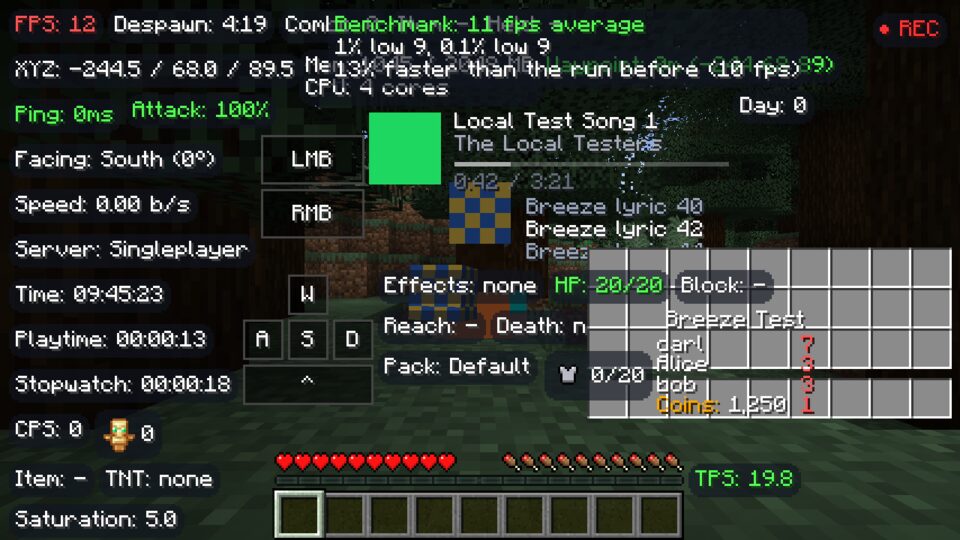 FPS: 12
Despawn: 4:19
Benchmark: 11 fps average
REC
1% low 9, 0.1% low 9
XYZ: -244.5 / 68.0 / 89.5
13% faster than the run before (10 fps)
CPU: 4 cores
Ping: 0ms
Attack: 100%
Day: 0
Local Test Song 1
The Local Testers
0:42 / 3:21
Facing: South (0°)
LMB
RMB
Speed: 0.00 b/s
Breeze lyric 40
Breeze lyric 42
Breeze
Server: Singleplayer
Time: 09:45:23
W
Effects: none
HP: 20/20
Block: -
Playtime: 00:00:13
A
S
D
Reach: -
Death:
Breeze Test
carl 7
Alice 3
bob 3
Coins: 1,250 1
Stopwatch: 00:00:18
^
Pack: Default
0/20
CPS: 0
0
Item: -
TNT: none
TPS: 19.8
Saturation: 5.0